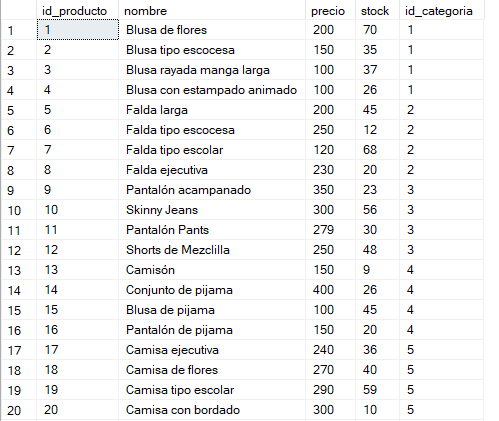 id_producto nombre precio stock id_categoria
1 1 Blusa de flores 200 70 1
2 2 Blusa tipo escocesa 150 35 1
3 3 Blusa rayada manga larga 100 37 1
4 4 Blusa con estampado animado 100 26 1
5 5 Falda larga 200 45 2
6 6 Falda tipo escocesa 250 12 2
7 7 Falda tipo escolar 120 68 2
8 8 Falda ejecutiva 230 20 2
9 9 Pantalón acampanado 350 23 3
10 10 Skinny Jeans 300 56 3
11 11 Pantalón Pants 279 30 3
12 12 Shorts de Mezclilla 250 48 3
13 13 Camisón 150 9 4
14 14 Conjunto de pijama 400 26 4
15 15 Blusa de pijama 100 45 4
16 16 Pantalón de pijama 150 20 4
17 17 Camisa ejecutiva 240 36 5
18 18 Camisa de flores 270 40 5
19 19 Camisa tipo escolar 290 59 5
20 20 Camisa con bordado 300 10 5